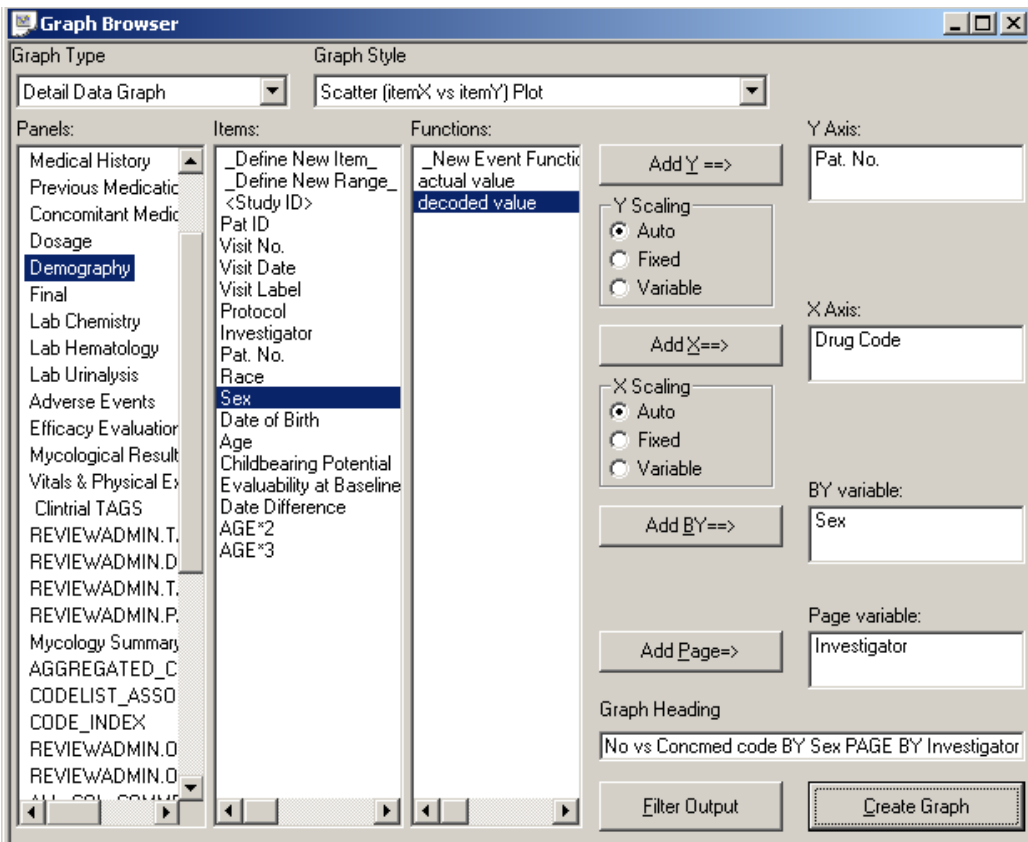 Graph Browser
Graph Type
Graph Style
Detail Data Graph
Scatter (itemX vs itemY) Plot
Panels:
Medical History
Previous Medicatic
Concomitant Medic
Dosage
Demography
Final
Lab Chemistry
Lab Hematology
Lab Urinalysis
Adverse Events
Efficacy Evaluation
Mycological Result
Vitals & Physical Ex
Clintrial TAGS
REVIEWADMIN.T.
REVIEWADMIN.D
REVIEWADMIN.T.
REVIEWADMIN.P.
Mycology Summary
AGGREGATED_C
CODELIST_ASSO
CODE_INDEX
REVIEWADMIN.O
REVIEWADMIN.O
Items:
_Define New Item_
_Define New Range_
<Study ID>
Pat ID
Visit No.
Visit Date
Visit Label
Protocol
Investigator
Pat. No.
Race
Sex
Date of Birth
Age
Childbearing Potential
Evaluability at Baseline
Date Difference
AGE*2
AGE*3
Functions:
_New Event Functic
actual value
decoded value
Add Y ==>
Y Scaling
Auto
Fixed
Variable
Add X==>
X Scaling
Auto
Fixed
Variable
Add BY==>
Add Page=>
Y Axis:
Pat. No.
X Axis:
Drug Code
BY variable:
Sex
Page variable:
Investigator
Graph Heading
No vs Concmed code BY Sex PAGE BY Investigator
Filter Output
Create Graph